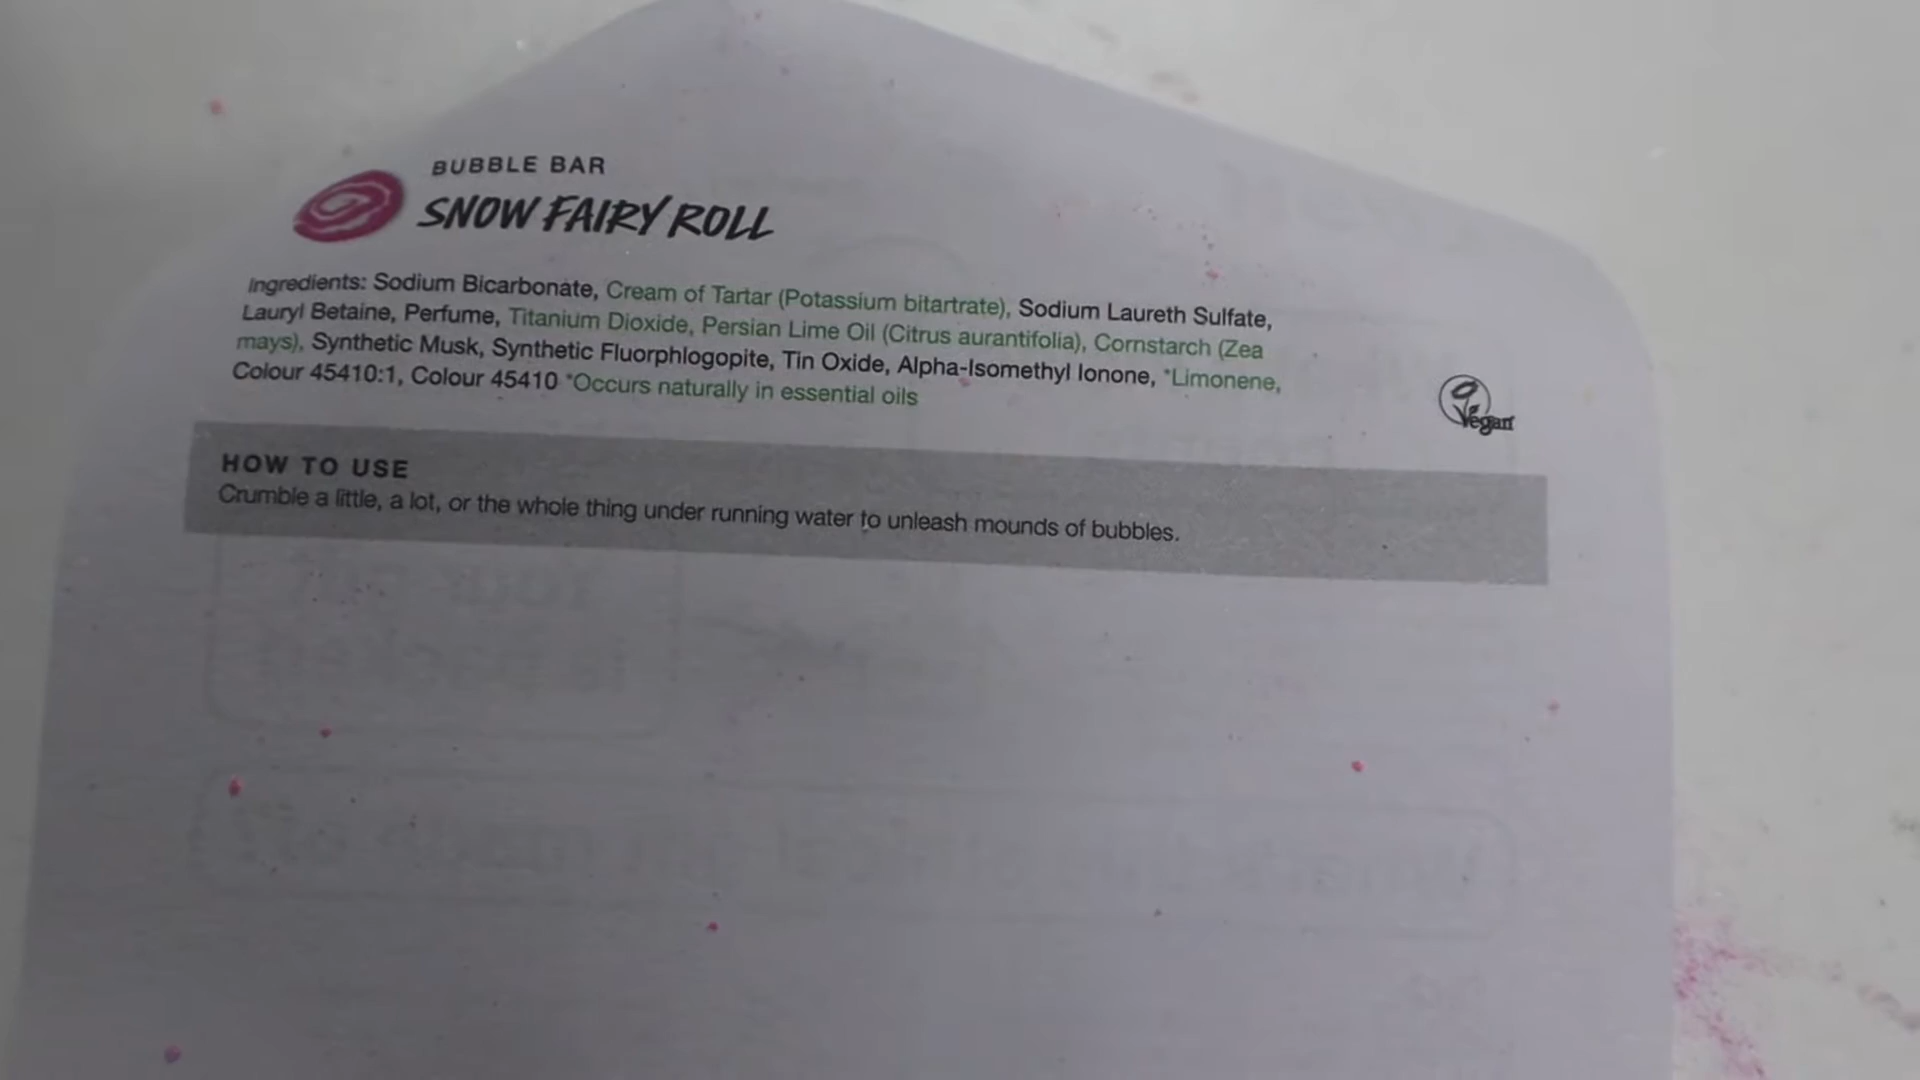 BUBBLE BAR
SNOW FAIRY ROLL
Ingredients: Sodium Bicarbonate, Cream of Tartar (Potassium bitartrate), Sodium Laureth Sulfate,
Lauryl Betaine, Perfume, Titanium Dioxide, Persian Lime Oil (Citrus aurantifolia), Cornstarch (Zea
mays), Synthetic Musk, Synthetic Fluorphlogopite, Tin Oxide, Alpha-Isomethyl Ionone, *Limonene,
Colour 45410:1, Colour 45410 *Occurs naturally in essential oils
Vegan
HOW TO USE
Crumble a little, a lot, or the whole thing under running water to unleash mounds of bubbles.